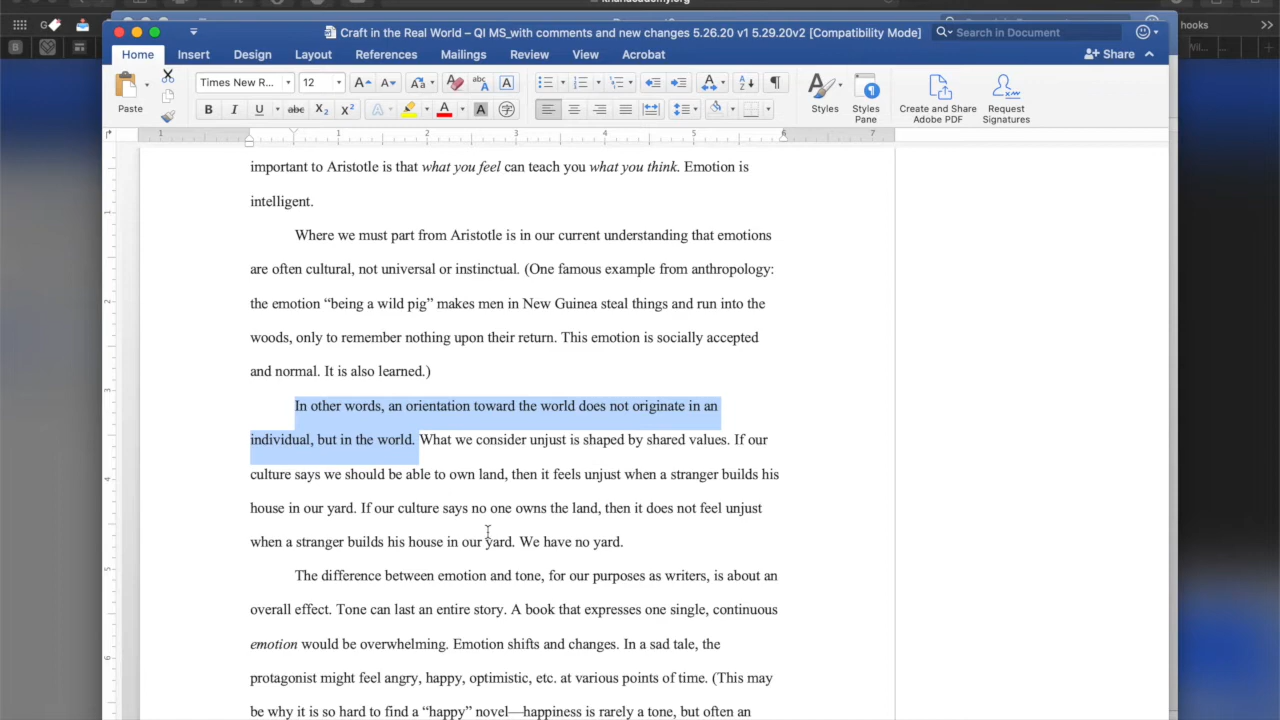 khanacademy.org
hooks
B
Wil...
Craft in the Real World – QI MS_with comments and new changes 5.26.20 v1 5.29.20v2 [Compatibility Mode]
Search in Document
Home Insert Design Layout References Mailings Review View Acrobat
Share
Paste
Times New R...
12
Styles
Styles Pane
Create and Share Adobe PDF
Request Signatures
1 1 2 3 4 5 6 7
important to Aristotle is that what you feel can teach you what you think. Emotion is
intelligent.
Where we must part from Aristotle is in our current understanding that emotions
are often cultural, not universal or instinctual. (One famous example from anthropology:
the emotion “being a wild pig” makes men in New Guinea steal things and run into the
woods, only to remember nothing upon their return. This emotion is socially accepted
and normal. It is also learned.)
In other words, an orientation toward the world does not originate in an
individual, but in the world. What we consider unjust is shaped by shared values. If our
culture says we should be able to own land, then it feels unjust when a stranger builds his
house in our yard. If our culture says no one owns the land, then it does not feel unjust
when a stranger builds his house in our yard. We have no yard.
The difference between emotion and tone, for our purposes as writers, is about an
overall effect. Tone can last an entire story. A book that expresses one single, continuous
emotion would be overwhelming. Emotion shifts and changes. In a sad tale, the
protagonist might feel angry, happy, optimistic, etc. at various points of time. (This may
be why it is so hard to find a “happy” novel—happiness is rarely a tone, but often an